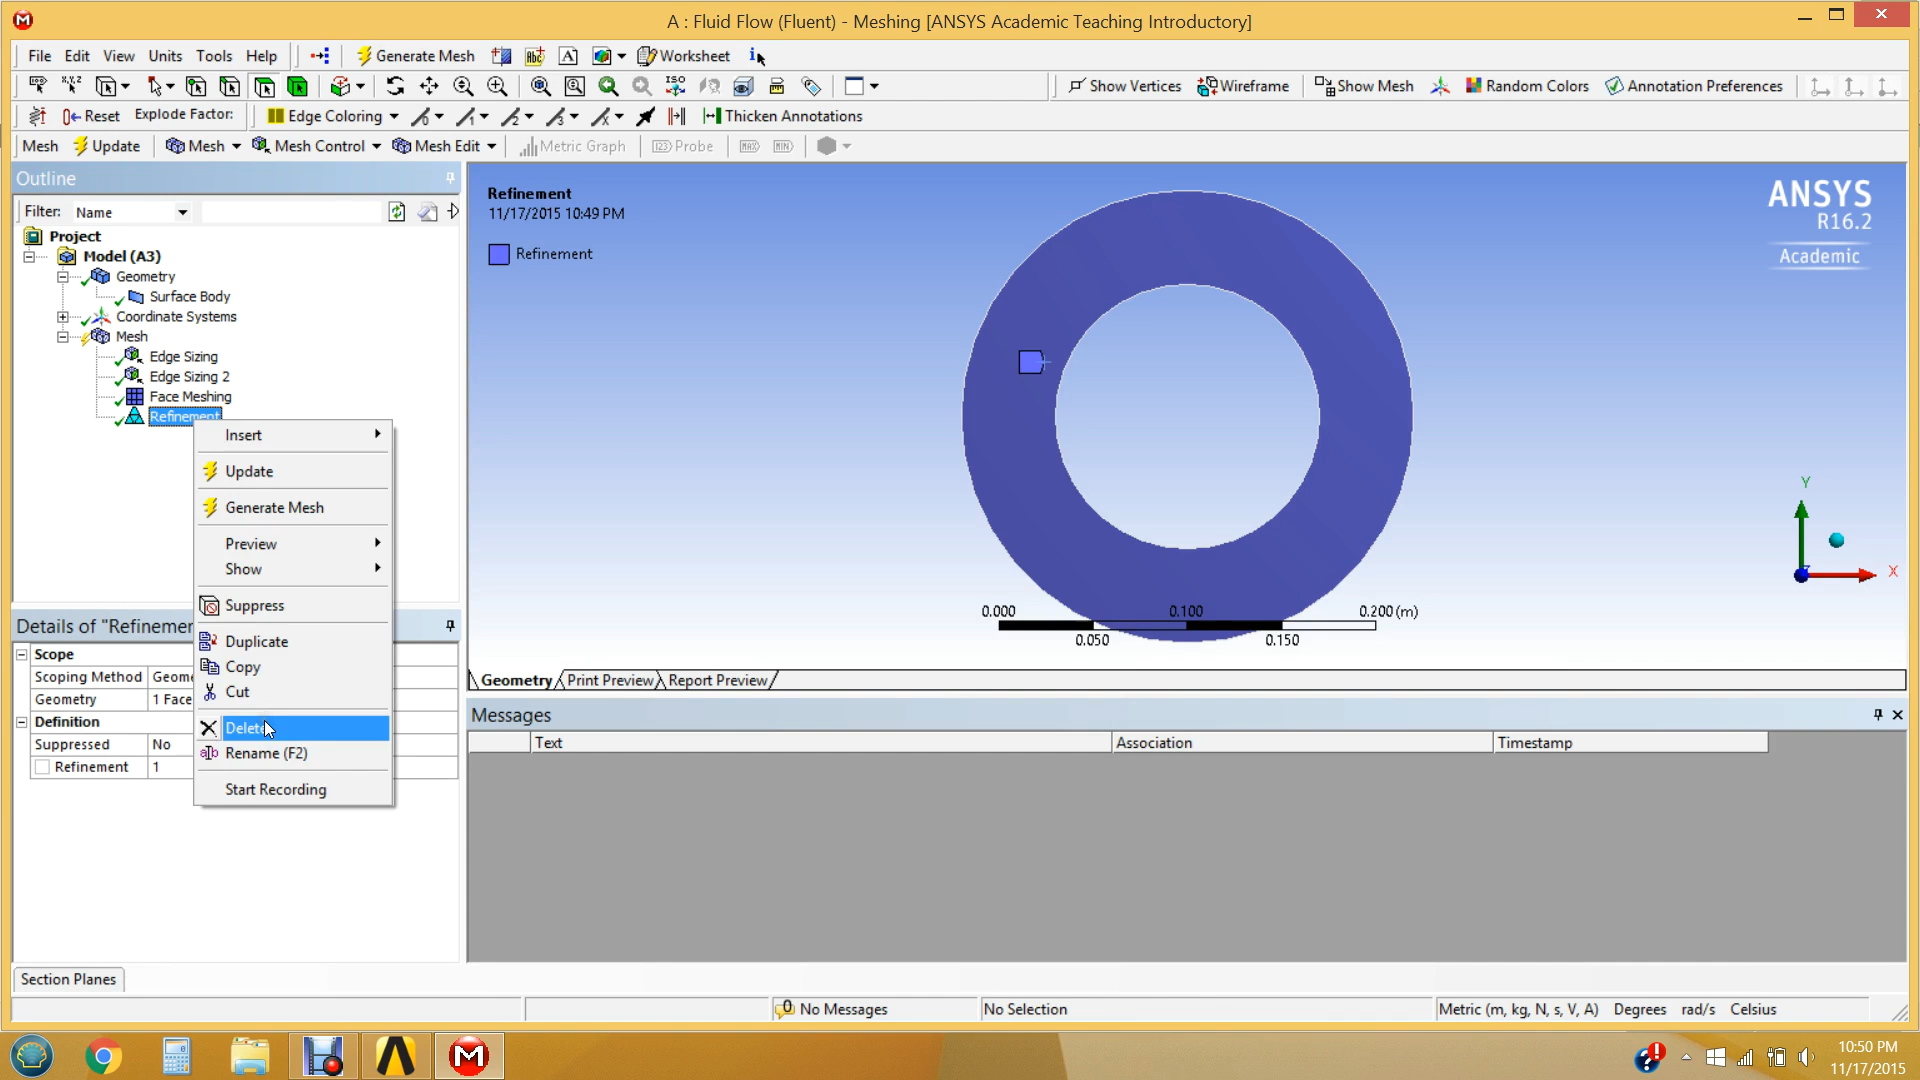 A : Fluid Flow (Fluent) - Meshing [ANSYS Academic Teaching Introductory]
File Edit View Units Tools Help Generate Mesh Worksheet
Show Vertices Wireframe Show Mesh Random Colors Annotation Preferences
Reset Explode Factor: Edge Coloring Thicken Annotations
Mesh Update Mesh Mesh Control Mesh Edit Metric Graph Probe
Outline
Filter: Name
Project
Model (A3)
Geometry
Surface Body
Coordinate Systems
Mesh
Edge Sizing
Edge Sizing 2
Face Meshing
Refinement
Insert
Update
Generate Mesh
Preview
Show
Suppress
Duplicate
Copy
Cut
Delete
Rename (F2)
Start Recording
Details of "Refinemen
Scope
Scoping Method Geome
Geometry 1 Face
Definition
Suppressed No
Refinement 1
Section Planes
Refinement
11/17/2015 10:49 PM
Refinement
ANSYS
R16.2
Academic
Y
X
0.000 0.100 0.200 (m)
0.050 0.150
Geometry Print Preview Report Preview
Messages
Text Association Timestamp
No Messages No Selection Metric (m, kg, N, s, V, A) Degrees rad/s Celsius
10:50 PM
11/17/2015